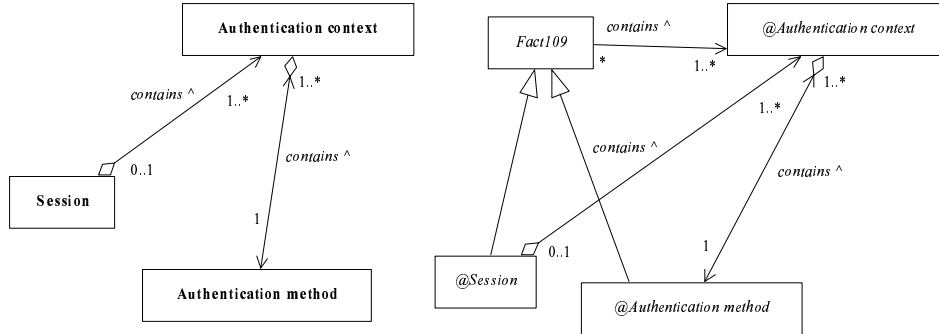 Authentication context
1..*
contains ^
1..*
contains ^
0..1
Session
1
Authentication method
Fact109
contains ^
@Authentication context
*
1..*
1..*
1..*
contains ^
contains ^
1
0..1
@Session
@Authentication method